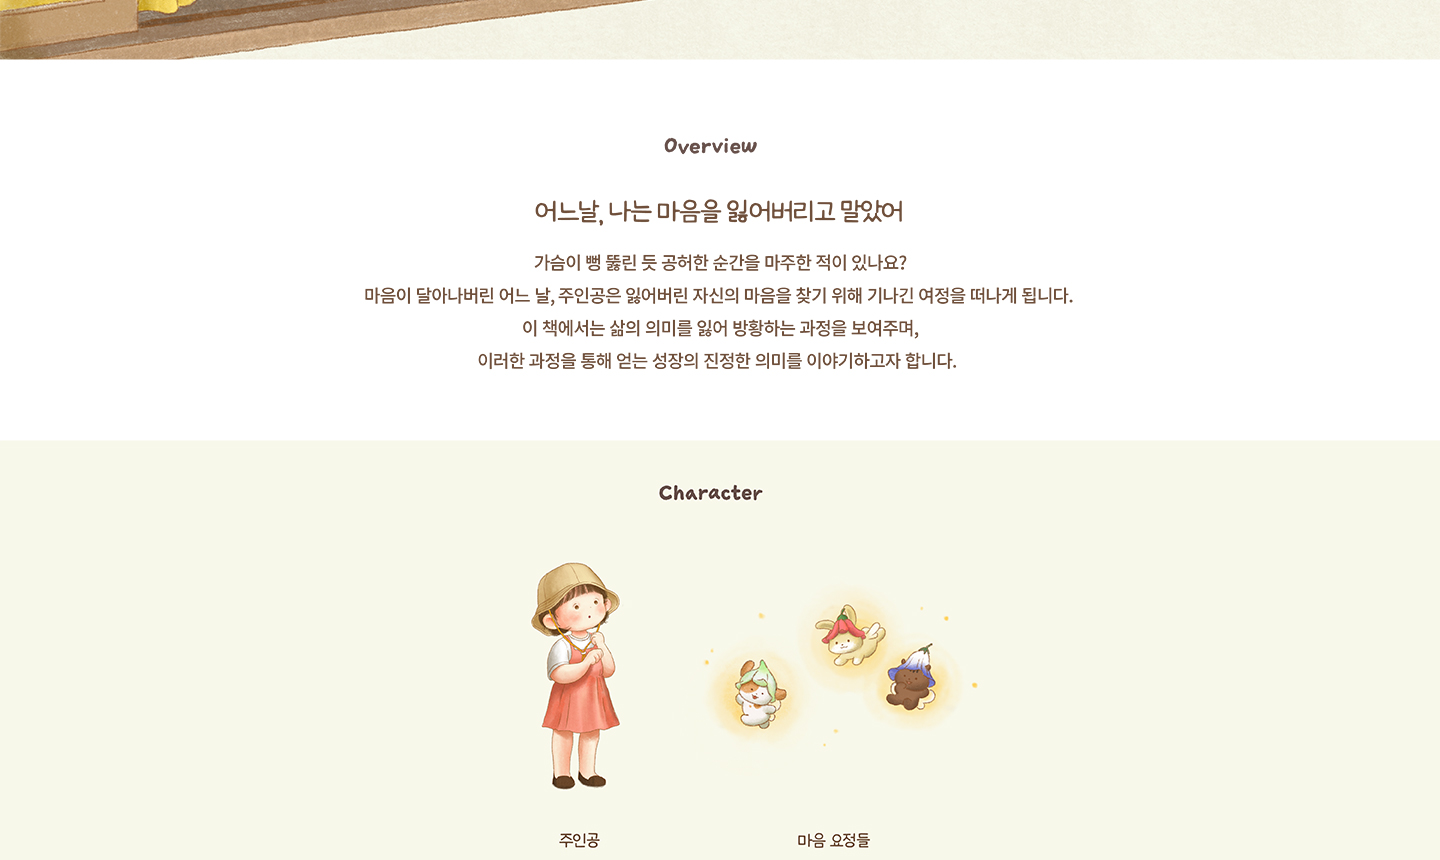 Overview
어느날, 나는 마음을 잃어버리고 말았어
가슴이 뻥 뚫린 듯 공허한 순간을 마주한 적이 있나요?
마음이 달아나버린 어느 날, 주인공은 잃어버린 자신의 마음을 찾기 위해 기나긴 여정을 떠나게 됩니다.
이 책에서는 삶의 의미를 잃어 방황하는 과정을 보여주며,
이러한 과정을 통해 얻는 성장의 진정한 의미를 이야기하고자 합니다.
Character
주인공
마음 요정들